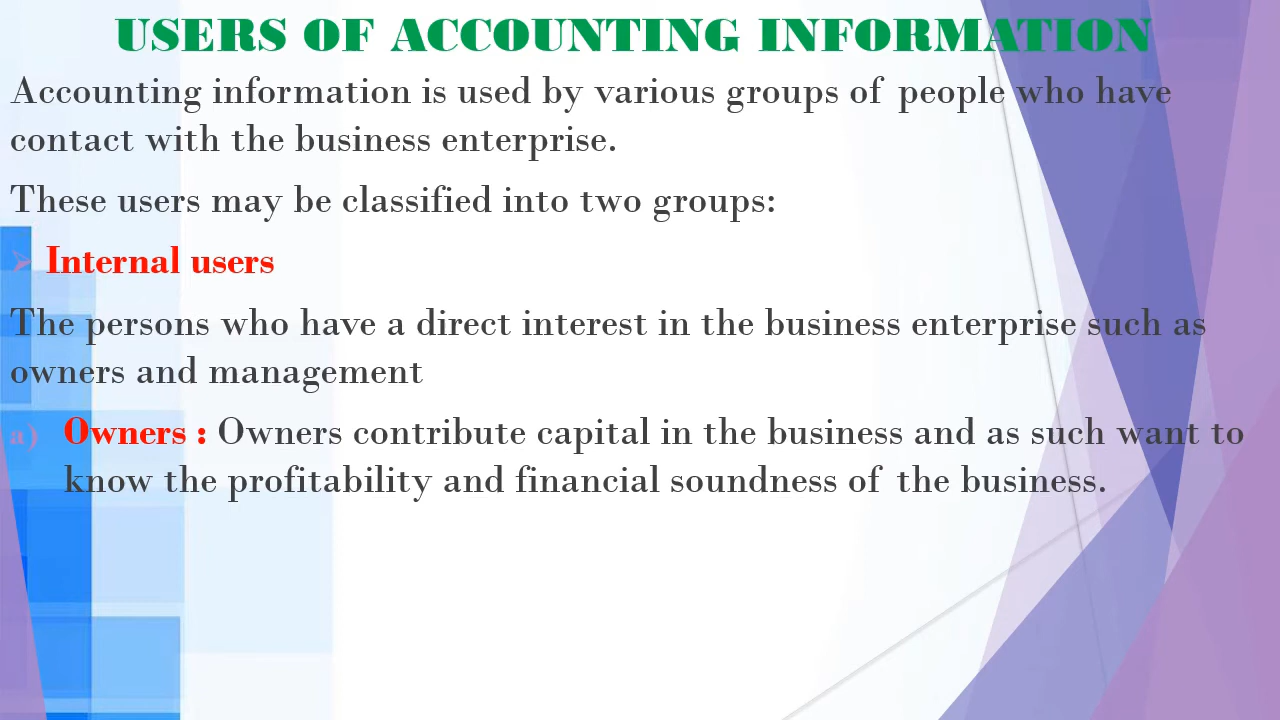 USERS OF ACCOUNTING INFORMATION
Accounting information is used by various groups of people who have
contact with the business enterprise.
These users may be classified into two groups:
➢ Internal users
The persons who have a direct interest in the business enterprise such as
owners and management
a) Owners : Owners contribute capital in the business and as such want to
know the profitability and financial soundness of the business.